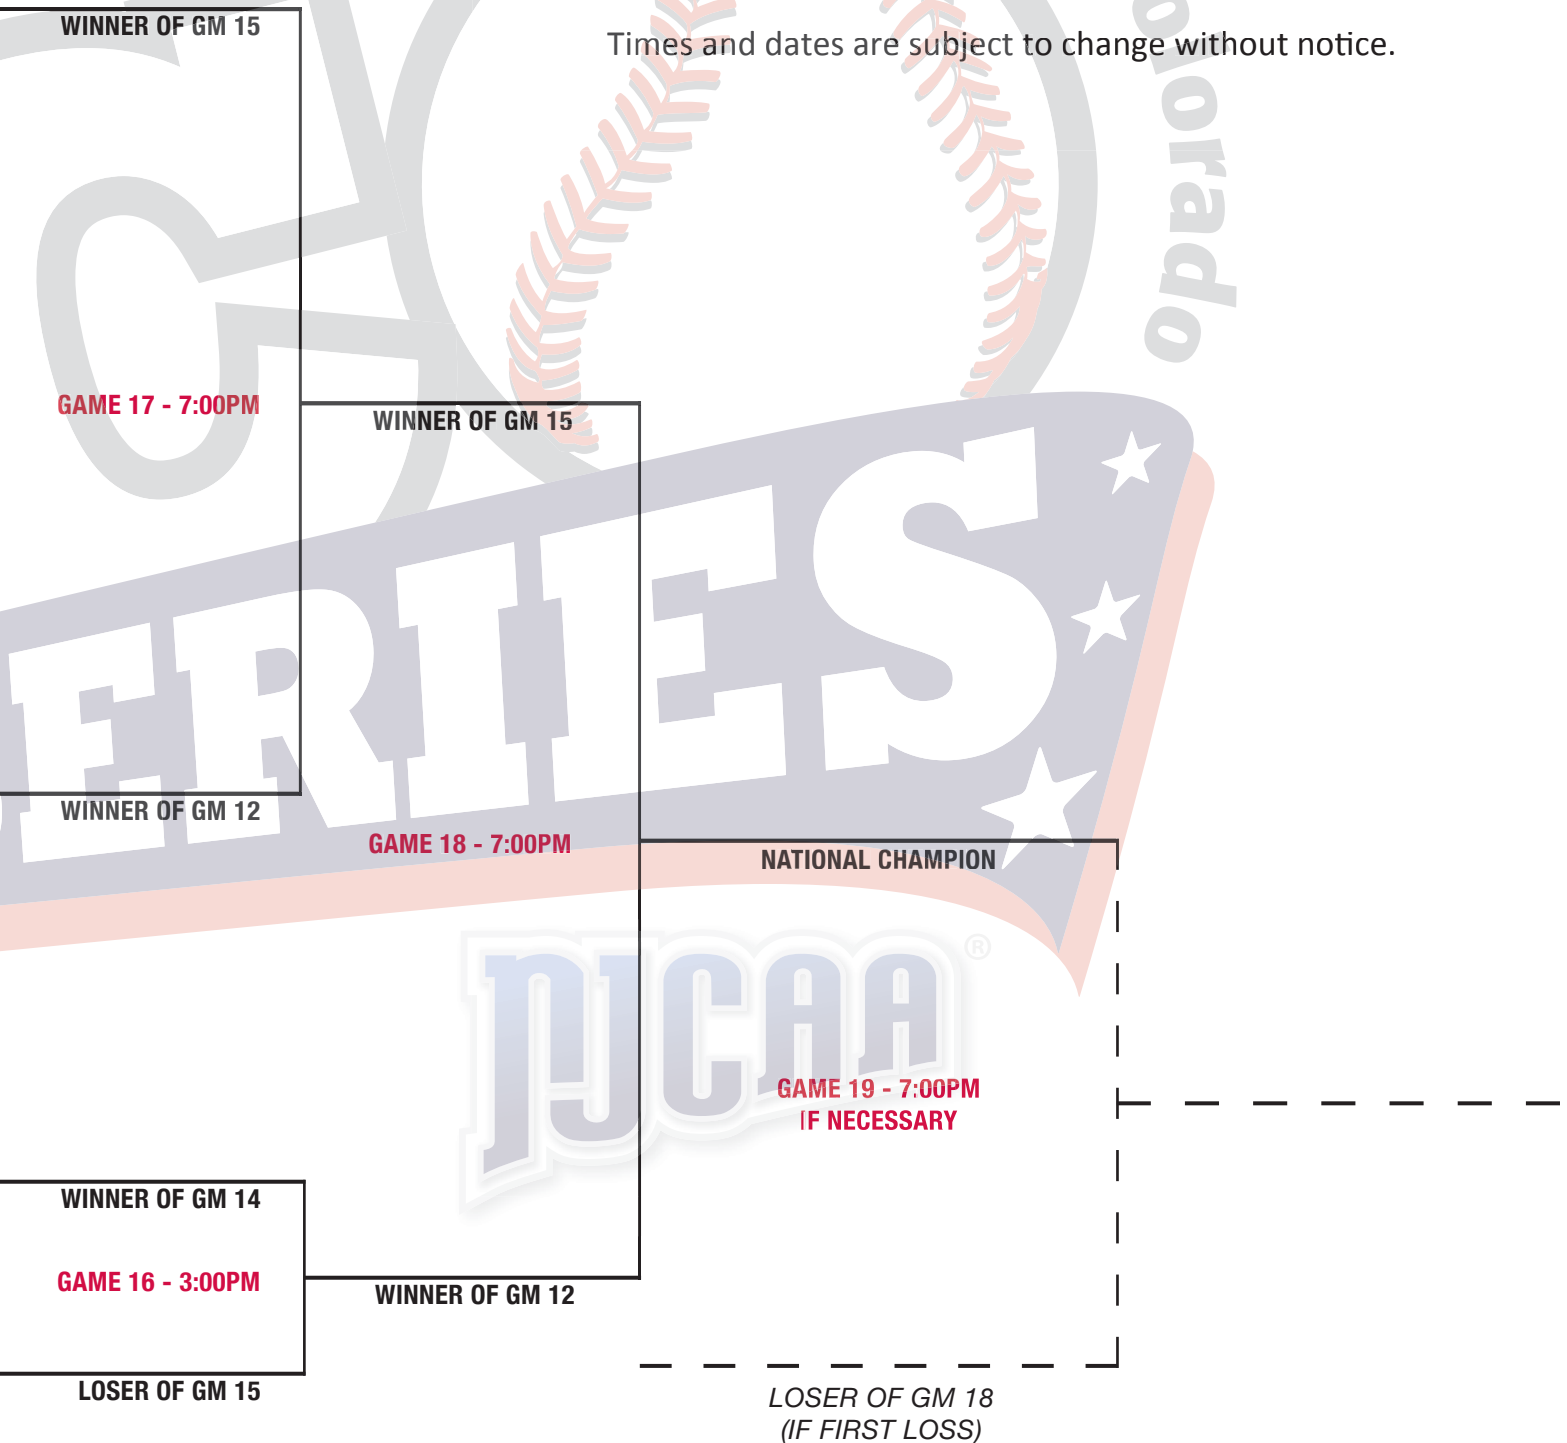 WINNER OF GM 15
Times and dates are subject to change without notice.
olorado
GAME 17 - 7:00PM
WINNER OF GM 15
ERIES
WINNER OF GM 12
GAME 18 - 7:00PM
NATIONAL CHAMPION
NJCAA®
GAME 19 - 7:00PM
IF NECESSARY
WINNER OF GM 14
GAME 16 - 3:00PM
WINNER OF GM 12
LOSER OF GM 15
LOSER OF GM 18
(IF FIRST LOSS)